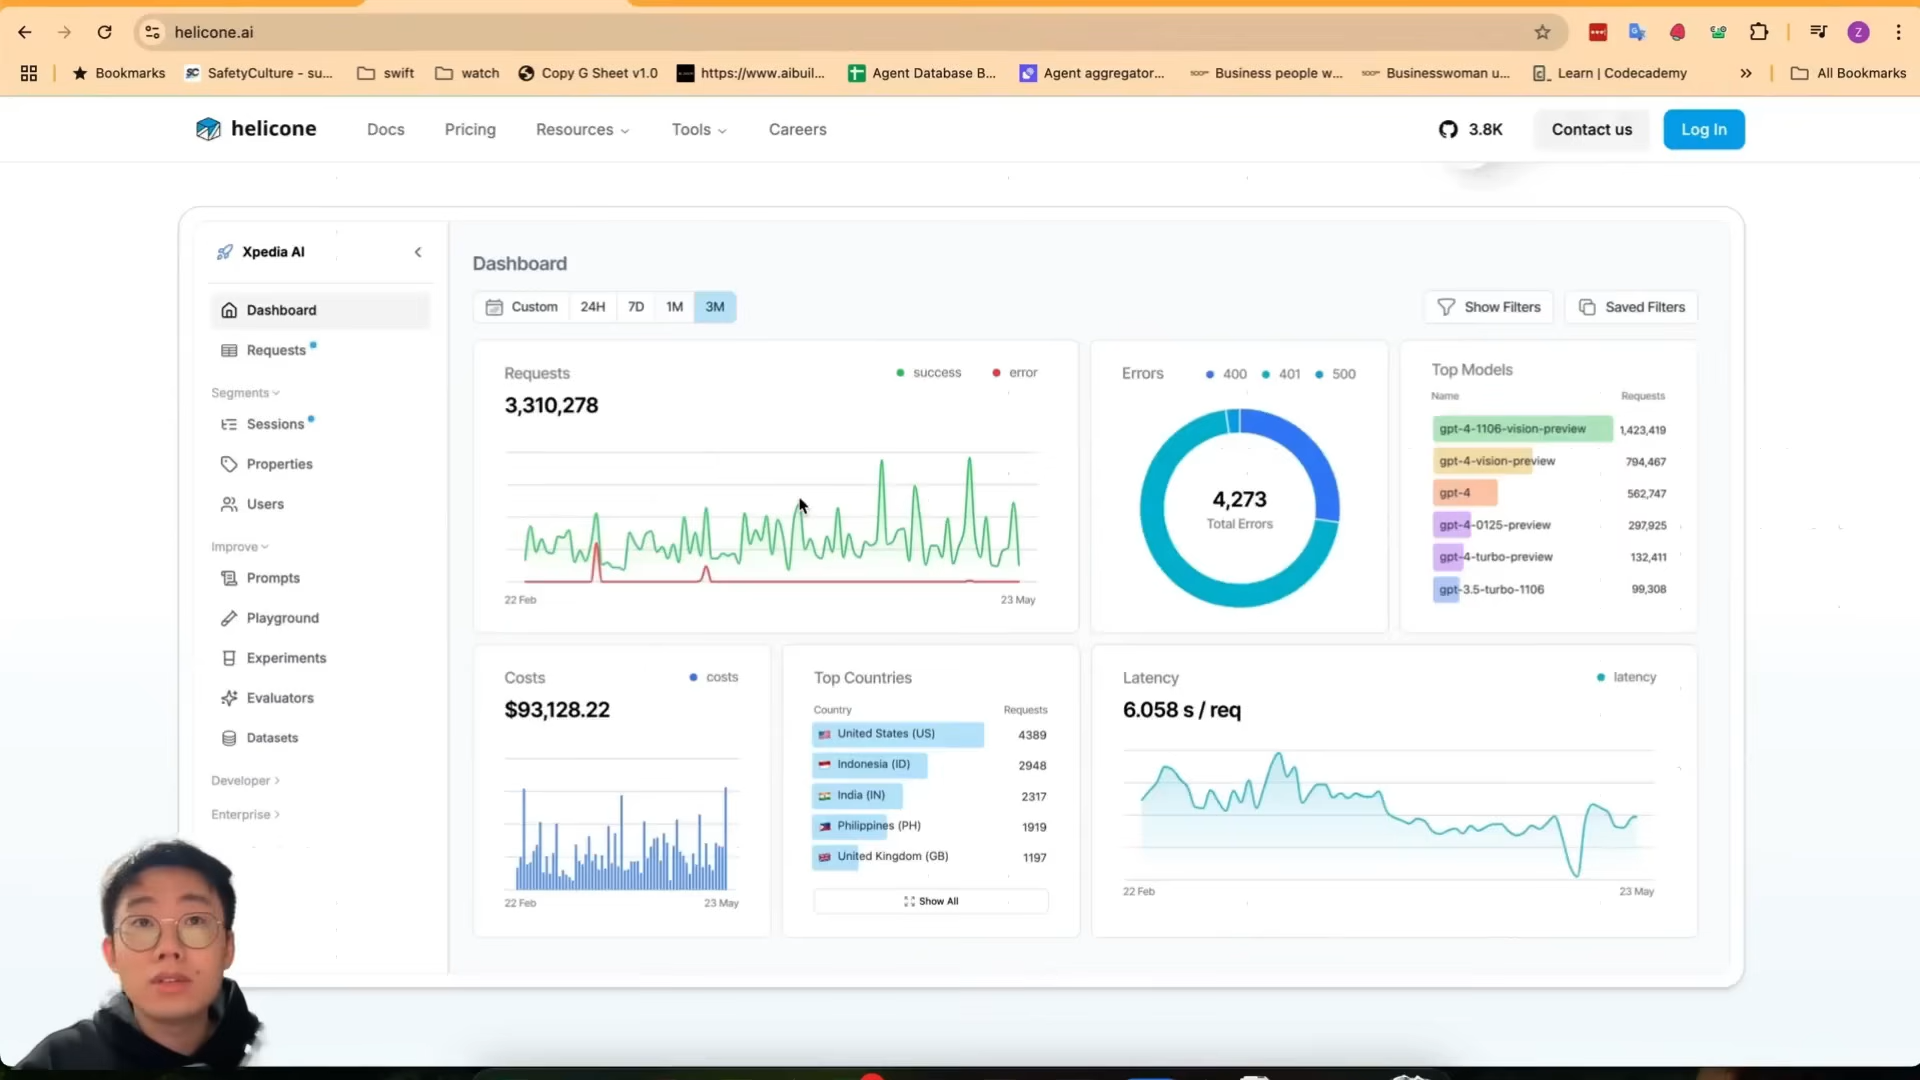 helicone.ai
Bookmarks
SafetyCulture - su...
swift
watch
Copy G Sheet v1.0
https://www.aibuil...
Agent Database B...
Agent aggregator...
Business people w...
Businesswoman u...
Learn | Codecademy
All Bookmarks
helicone
Docs
Pricing
Resources
Tools
Careers
3.8K
Contact us
Log In
Xpedia AI
Dashboard
Requests
Segments
Sessions
Properties
Users
Improve
Prompts
Playground
Experiments
Evaluators
Datasets
Developer
Enterprise
Dashboard
Custom
24H
7D
1M
3M
Show Filters
Saved Filters
Requests
success
error
3,310,278
22 Feb
23 May
Errors
400
401
500
4,273
Total Errors
Top Models
Name
Requests
gpt-4-1106-vision-preview 1,423,419
gpt-4-vision-preview 794,467
gpt-4 562,747
gpt-4-0125-preview 297,925
gpt-4-turbo-preview 132,411
gpt-3.5-turbo-1106 99,308
Costs
costs
$93,128.22
22 Feb
23 May
Top Countries
Country
Requests
United States (US) 4389
Indonesia (ID) 2948
India (IN) 2317
Philippines (PH) 1919
United Kingdom (GB) 1197
Show All
Latency
latency
6.058 s / req
22 Feb
23 May